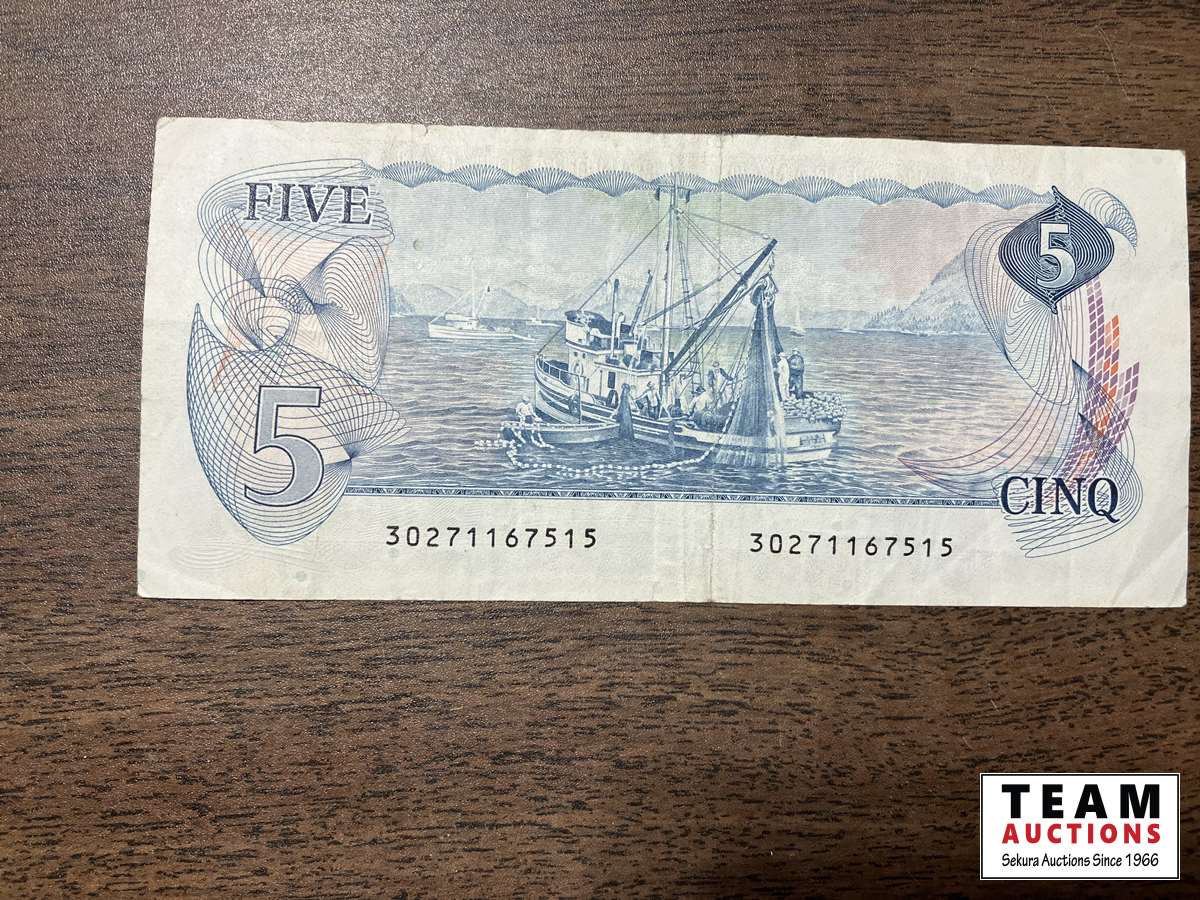 FIVE
5
5
CINQ
30271167515
30271167515
TEAM
AUCTIONS
Sekura Auctions Since 1966